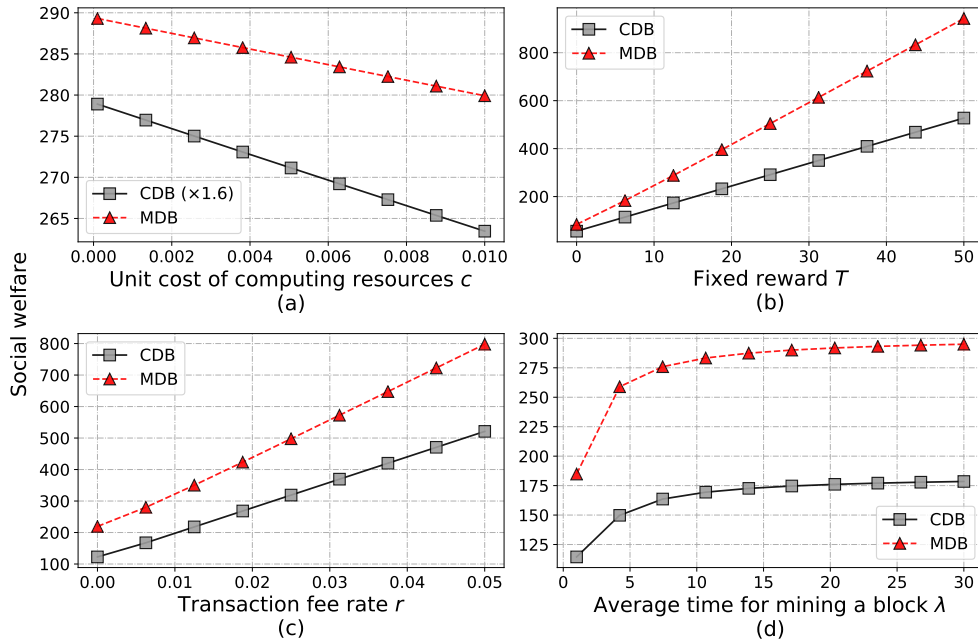 Social welfare
290
285
280
275
270
265
CDB (×1.6)
MDB
0.000 0.002 0.004 0.006 0.008 0.010
Unit cost of computing resources c
(a)
800
600
400
200
CDB
MDB
0 10 20 30 40 50
Fixed reward T
(b)
800
700
600
500
400
300
200
100
CDB
MDB
0.00 0.01 0.02 0.03 0.04 0.05
Transaction fee rate r
(c)
300
275
250
225
200
175
150
125
CDB
MDB
0 5 10 15 20 25 30
Average time for mining a block λ
(d)